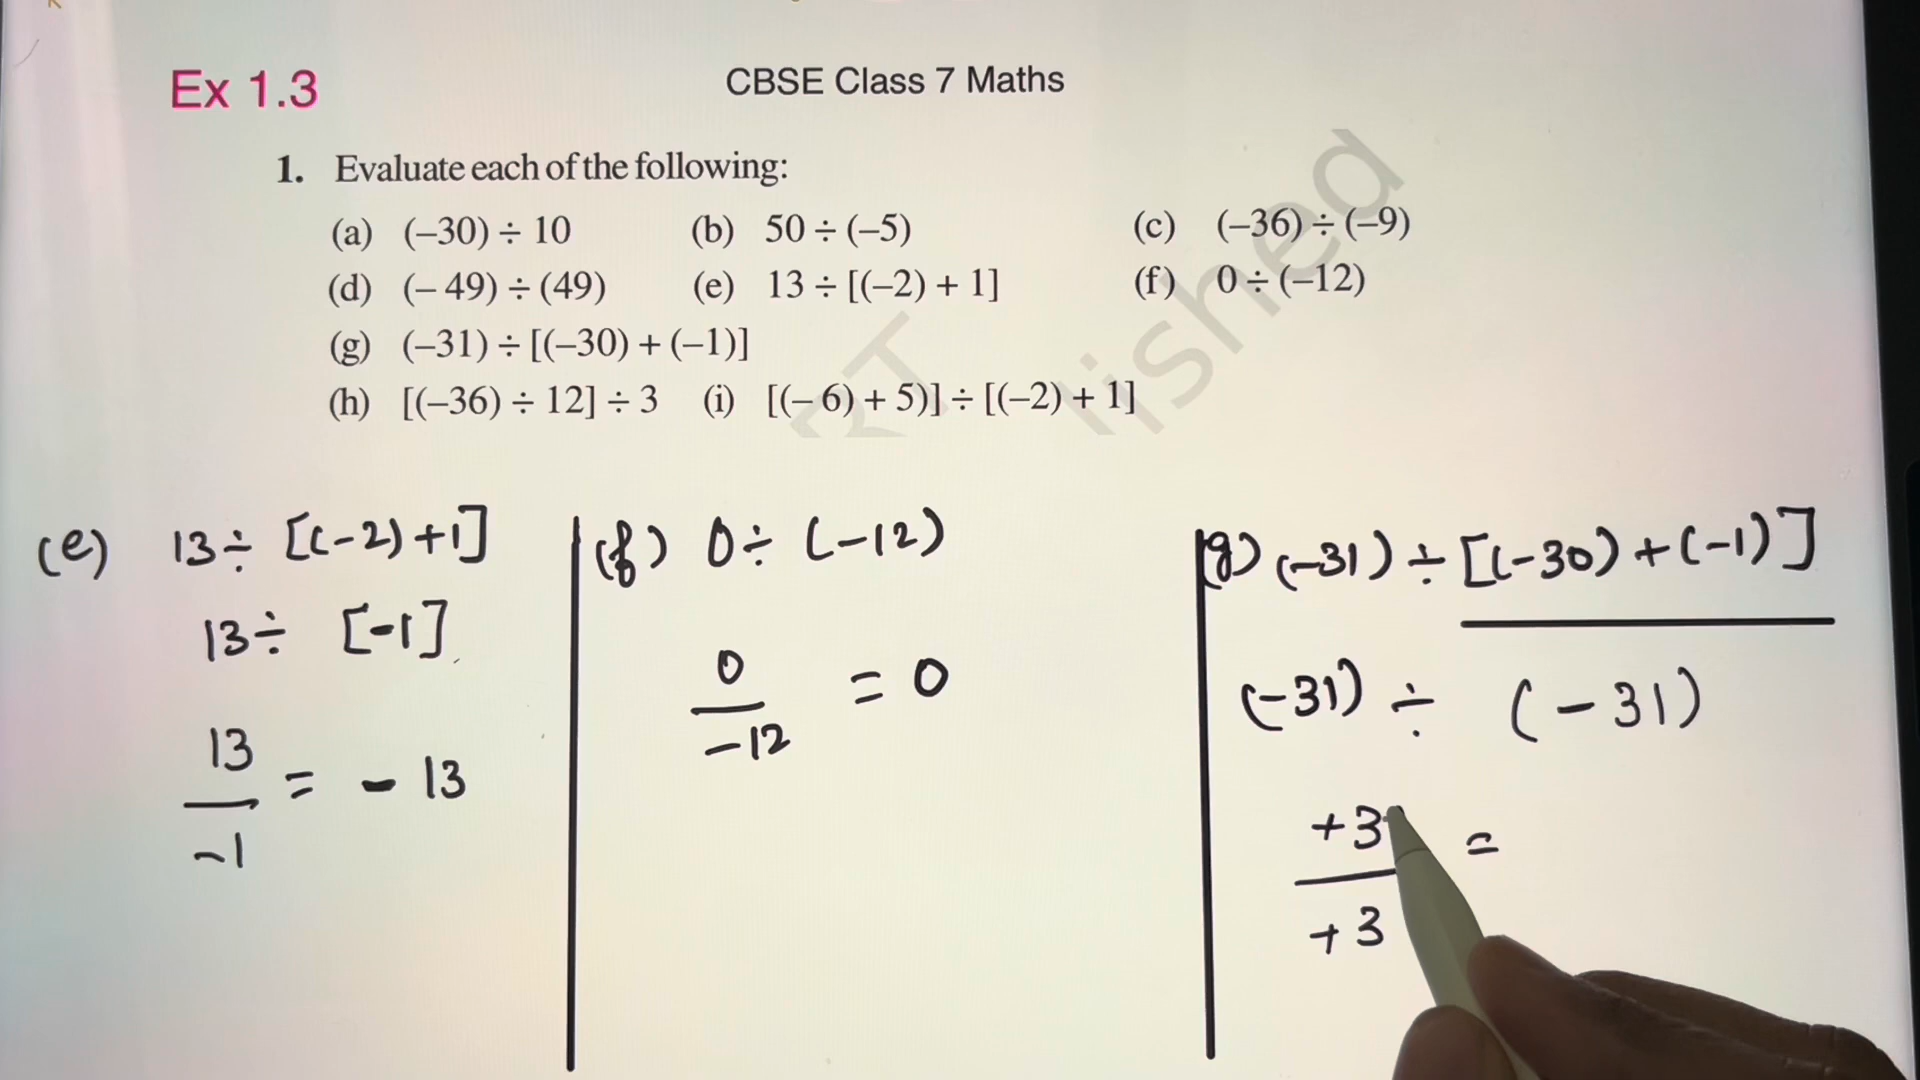 Ex 1.3
CBSE Class 7 Maths
1. Evaluate each of the following:
(a) (–30) ÷ 10 (b) 50 ÷ (–5) (c) (–36) ÷ (–9)
(d) (– 49) ÷ (49) (e) 13 ÷ [(–2) + 1] (f) 0 ÷ (–12)
(g) (–31) ÷ [(–30) + (–1)]
(h) [(–36) ÷ 12] ÷ 3 (i) [(– 6) + 5)] ÷ [(–2) + 1]
(e) 13 ÷ [(-2)+1]
13 ÷ [-1]
13
-1
= - 13
(f) 0 ÷ (-12)
0
-12
= 0
(g) (-31) ÷ [(-30) + (-1)]
(-31) ÷ (-31)
+3
+3
=